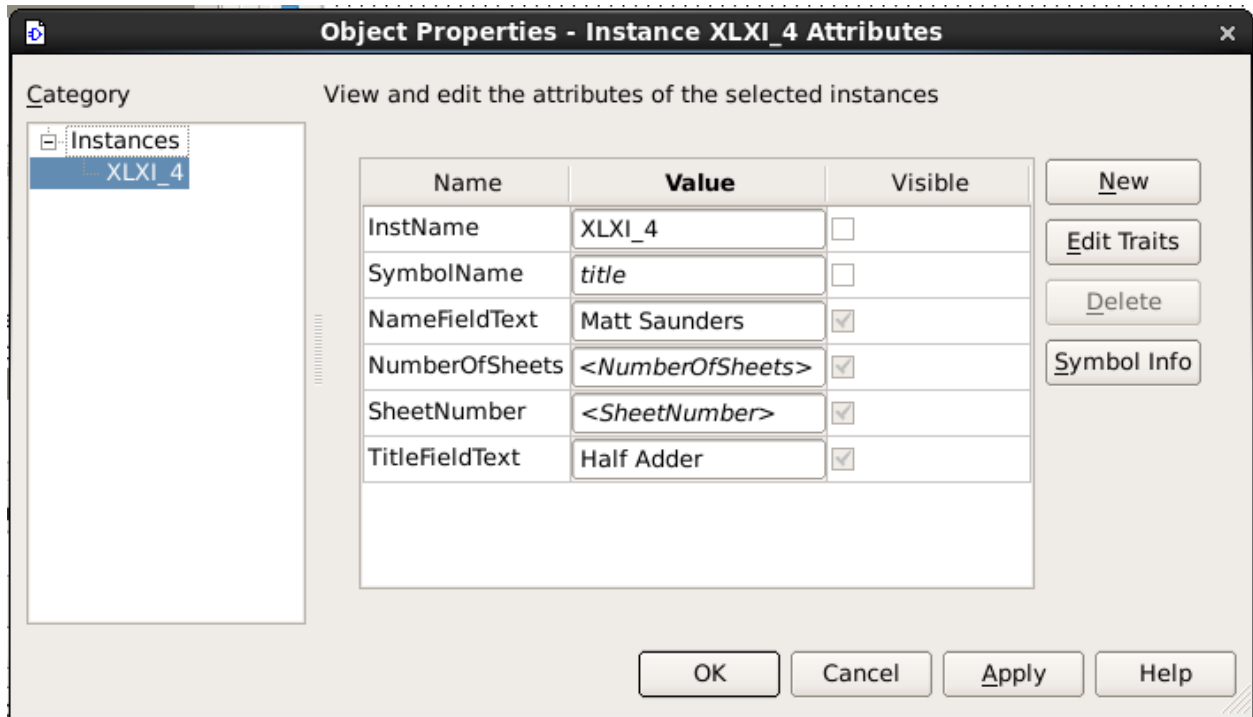 Object Properties - Instance XLXI_4 Attributes
Category
View and edit the attributes of the selected instances
Instances
XLXI_4
Name Value Visible
InstName XLXI_4
SymbolName title
NameFieldText Matt Saunders
NumberOfSheets <NumberOfSheets>
SheetNumber <SheetNumber>
TitleFieldText Half Adder
New
Edit Traits
Delete
Symbol Info
OK Cancel Apply Help